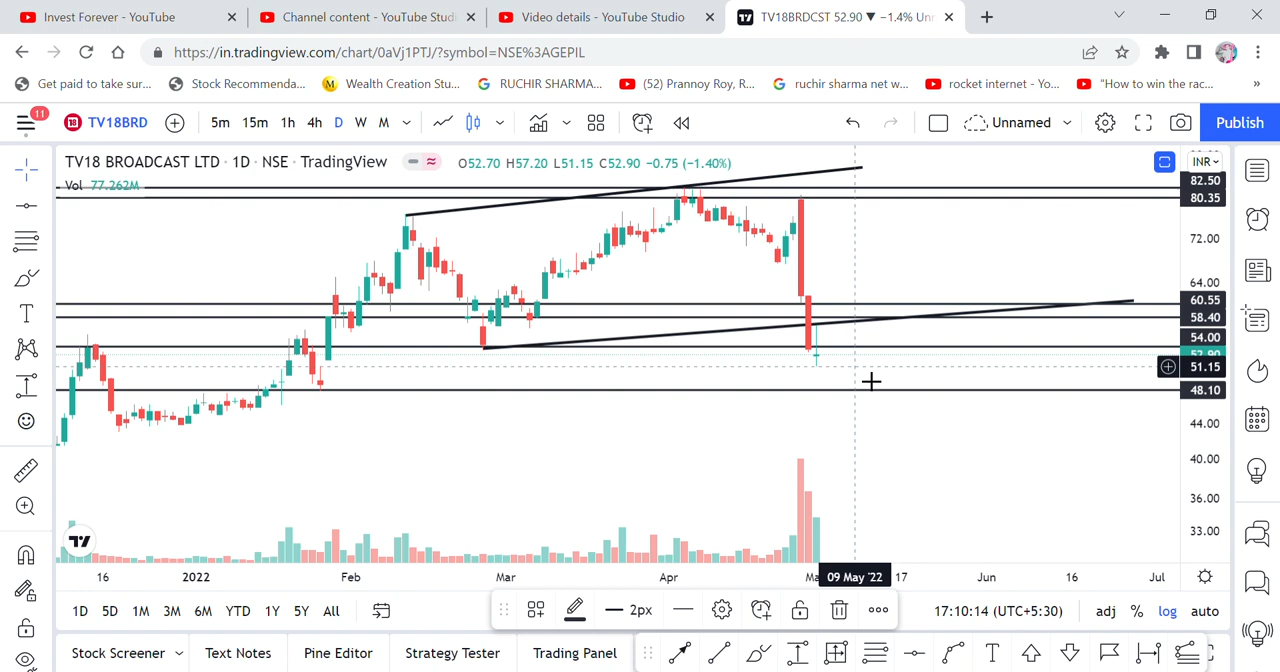 Invest Forever - YouTube
Channel content - YouTube Studi
Video details - YouTube Studio
TV18BRDCST 52.90 ▼ −1.4% Unn
https://in.tradingview.com/chart/0aVj1PTJ/?symbol=NSE%3AGEPIL
Get paid to take sur...
Stock Recommenda...
Wealth Creation Stu...
RUCHIR SHARMA...
(52) Prannoy Roy, R...
ruchir sharma net w...
rocket internet - Yo...
"How to win the rac...
»
11
TV18BRD
5m 15m 1h 4h D W M
Unnamed
Publish
TV18 BROADCAST LTD · 1D · NSE · TradingView
O52.70 H57.20 L51.15 C52.90 −0.75 (−1.40%)
INR
Vol 77.262M
82.50
80.35
72.00
64.00
60.55
58.40
54.00
52.90
51.15
48.10
44.00
40.00
36.00
33.00
16 2022 Feb Mar Apr Ma 09 May '22 17 Jun 16 Jul
1D 5D 1M 3M 6M YTD 1Y 5Y All
2px
17:10:14 (UTC+5:30)
adj % log auto
Stock Screener
Text Notes
Pine Editor
Strategy Tester
Trading Panel